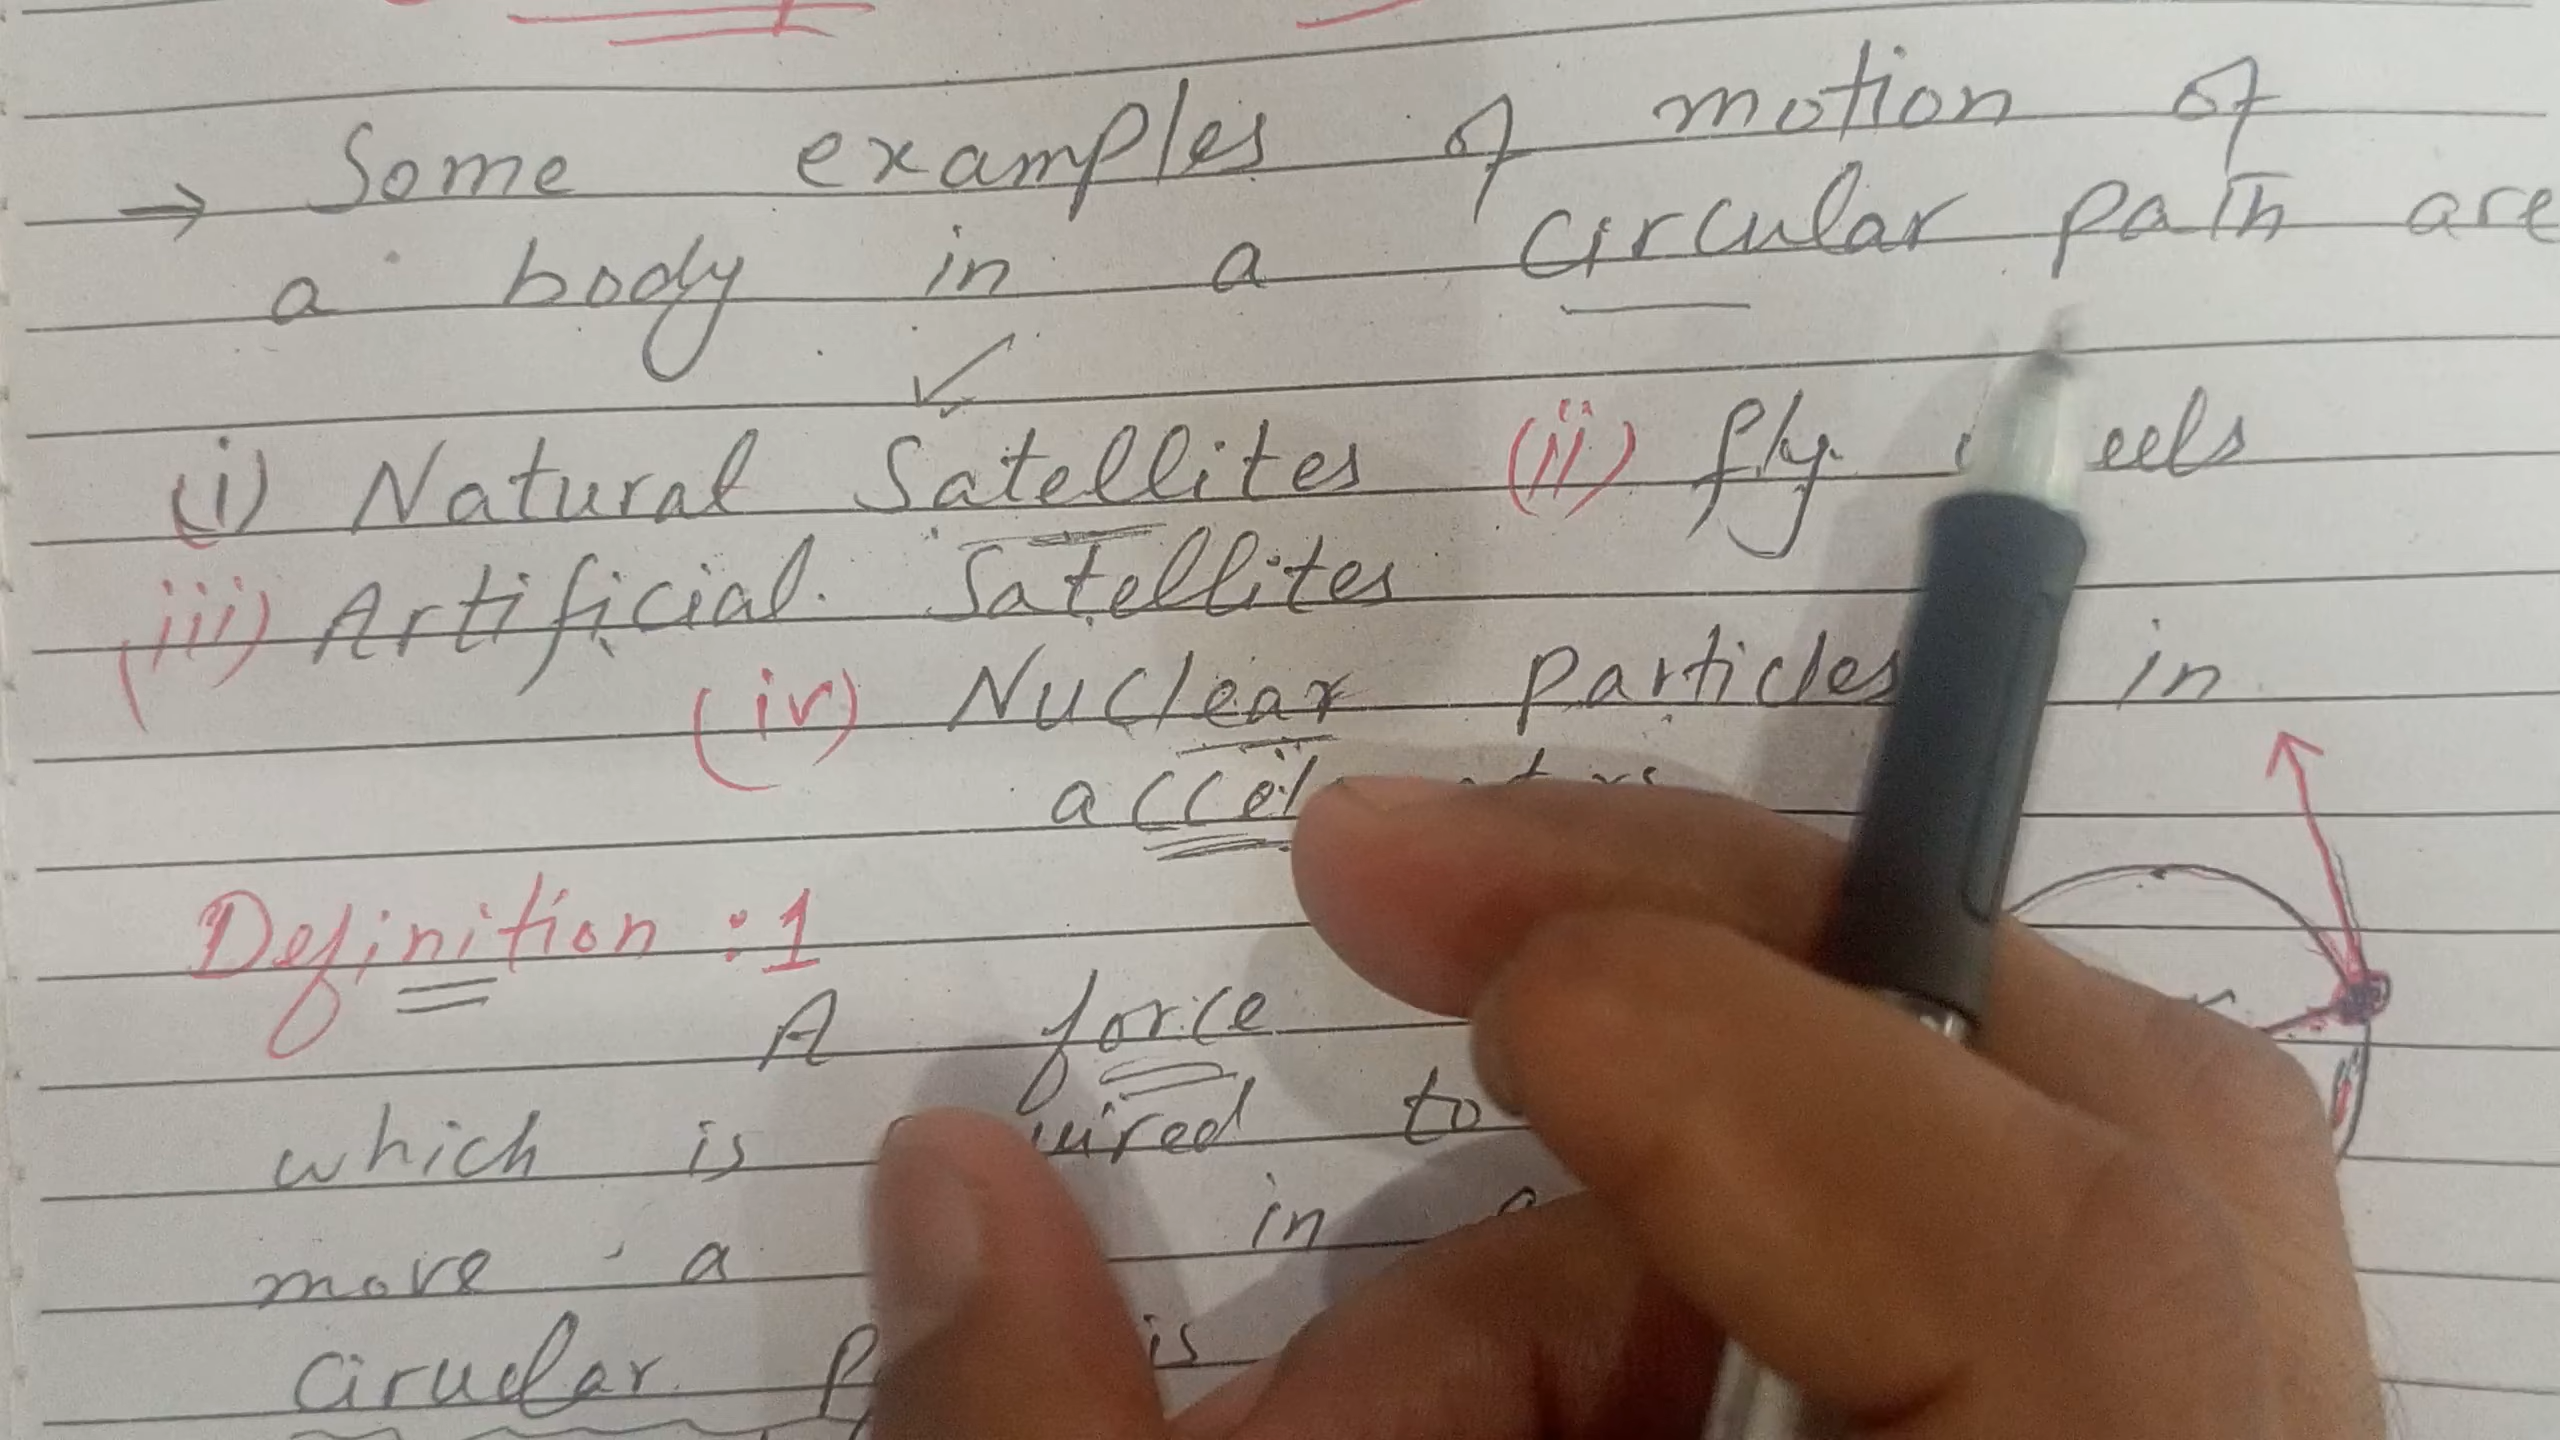 → Some examples of motion of
a body in a circular path are
(i) Natural Satellites (ii) fly
(iii) Artificial Satellites
(iv) Nuclear particles in
Definition : 1
A force
which is to
move a in
cirudar is